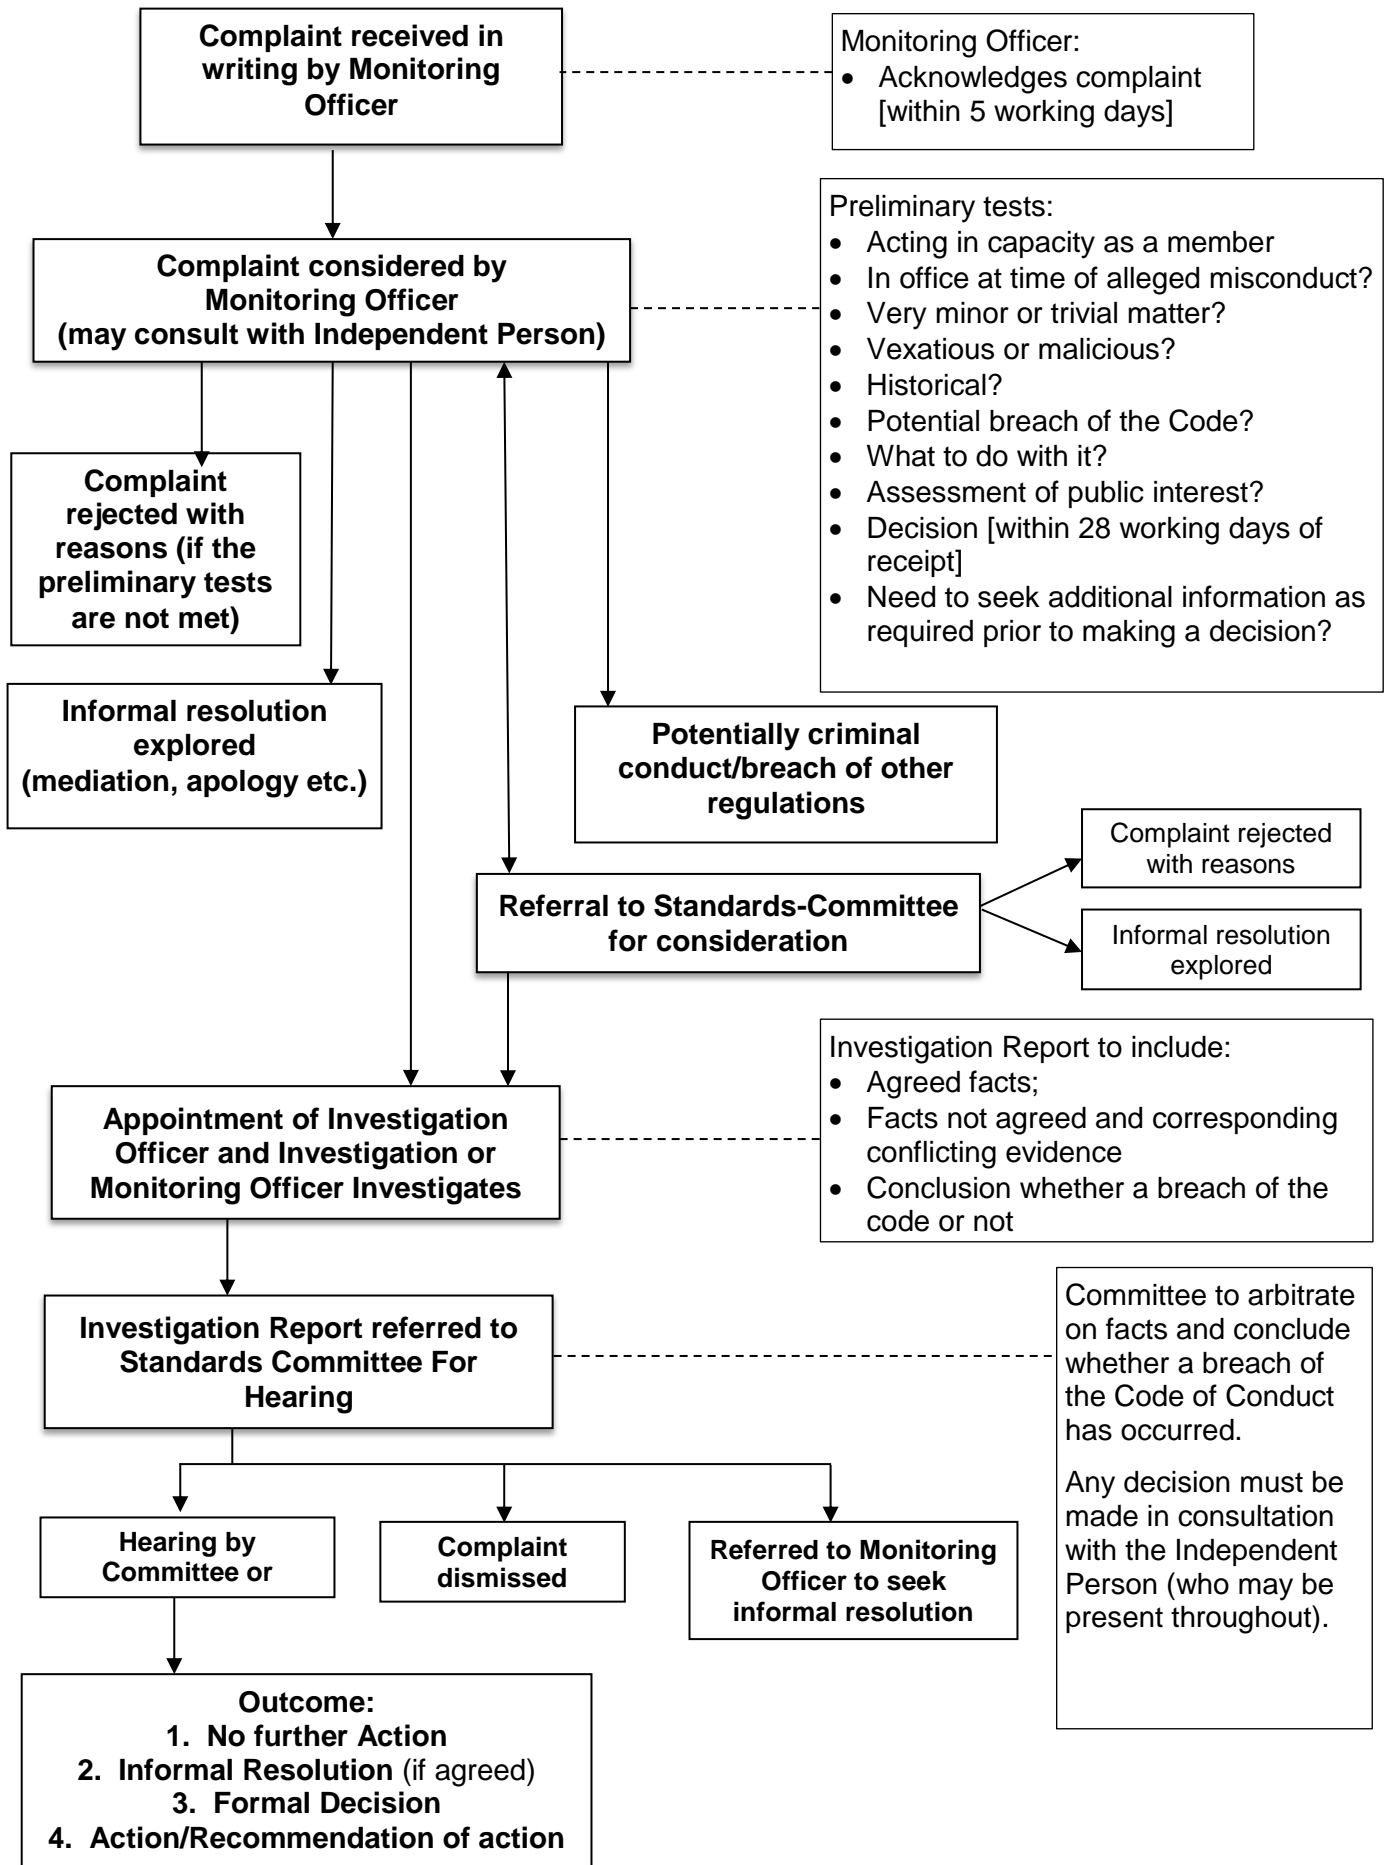 Complaint received in
writing by Monitoring
Officer
Monitoring Officer:
• Acknowledges complaint
[within 5 working days]
Complaint considered by
Monitoring Officer
(may consult with Independent Person)
Preliminary tests:
• Acting in capacity as a member
• In office at time of alleged misconduct?
• Very minor or trivial matter?
• Vexatious or malicious?
• Historical?
• Potential breach of the Code?
• What to do with it?
• Assessment of public interest?
• Decision [within 28 working days of
receipt]
• Need to seek additional information as
required prior to making a decision?
Complaint
rejected with
reasons (if the
preliminary tests
are not met)
Informal resolution
explored
(mediation, apology etc.)
Potentially criminal
conduct/breach of other
regulations
Referral to Standards-Committee
for consideration
Complaint rejected
with reasons
Informal resolution
explored
Appointment of Investigation
Officer and Investigation or
Monitoring Officer Investigates
Investigation Report to include:
• Agreed facts;
• Facts not agreed and corresponding
conflicting evidence
• Conclusion whether a breach of the
code or not
Investigation Report referred to
Standards Committee For
Hearing
Committee to arbitrate
on facts and conclude
whether a breach of
the Code of Conduct
has occurred.
Any decision must be
made in consultation
with the Independent
Person (who may be
present throughout).
Hearing by
Committee or
Complaint
dismissed
Referred to Monitoring
Officer to seek
informal resolution
Outcome:
1. No further Action
2. Informal Resolution (if agreed)
3. Formal Decision
4. Action/Recommendation of action